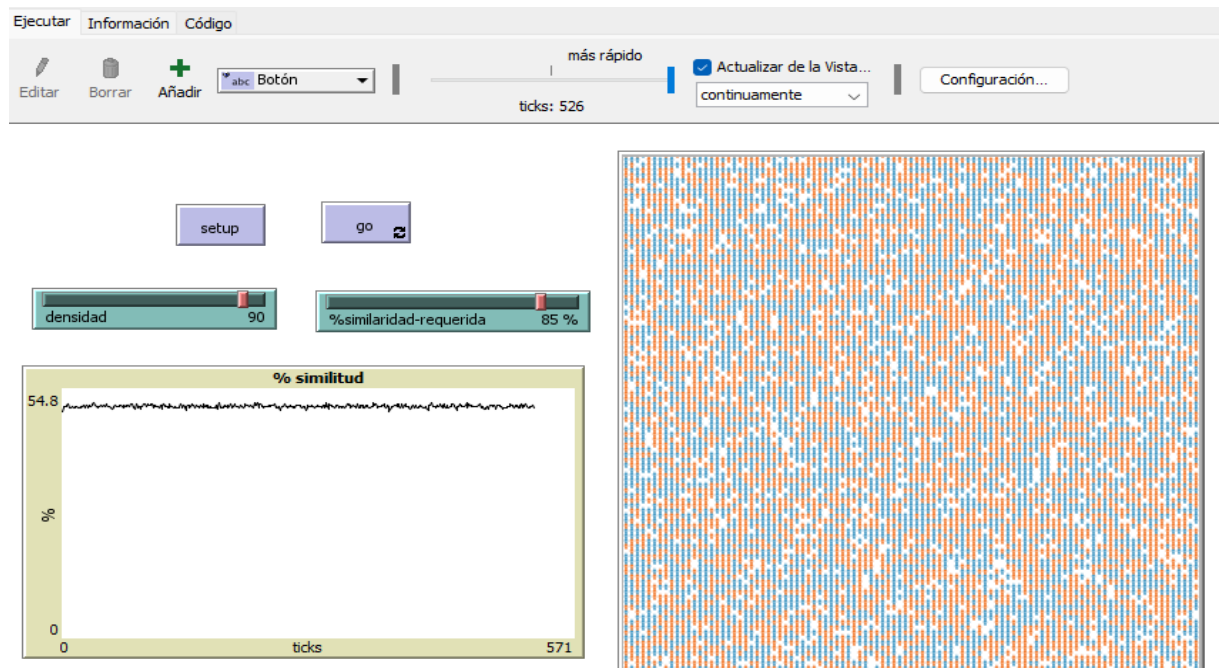 Ejecutar Información Código
más rápido
Editar Borrar Añadir abc Botón
ticks: 526
Actualizar de la Vista...
continuamente
Configuración...
setup go
densidad 90
%similaridad-requerida 85 %
% similitud
54.8
%
0
0 ticks 571